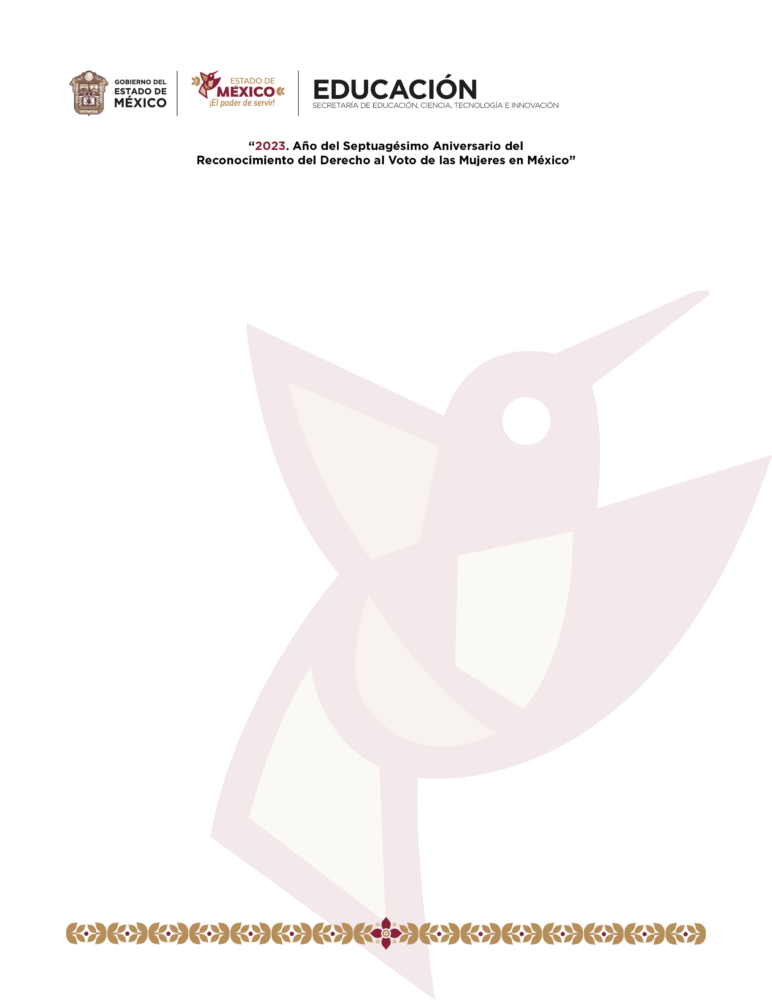 GOBIERNO DEL
ESTADO DE
MÉXICO
ESTADO DE
MÉXICO
¡El poder de servir!
EDUCACIÓN
SECRETARÍA DE EDUCACIÓN, CIENCIA, TECNOLOGÍA E INNOVACIÓN
“2023. Año del Septuagésimo Aniversario del
Reconocimiento del Derecho al Voto de las Mujeres en México”